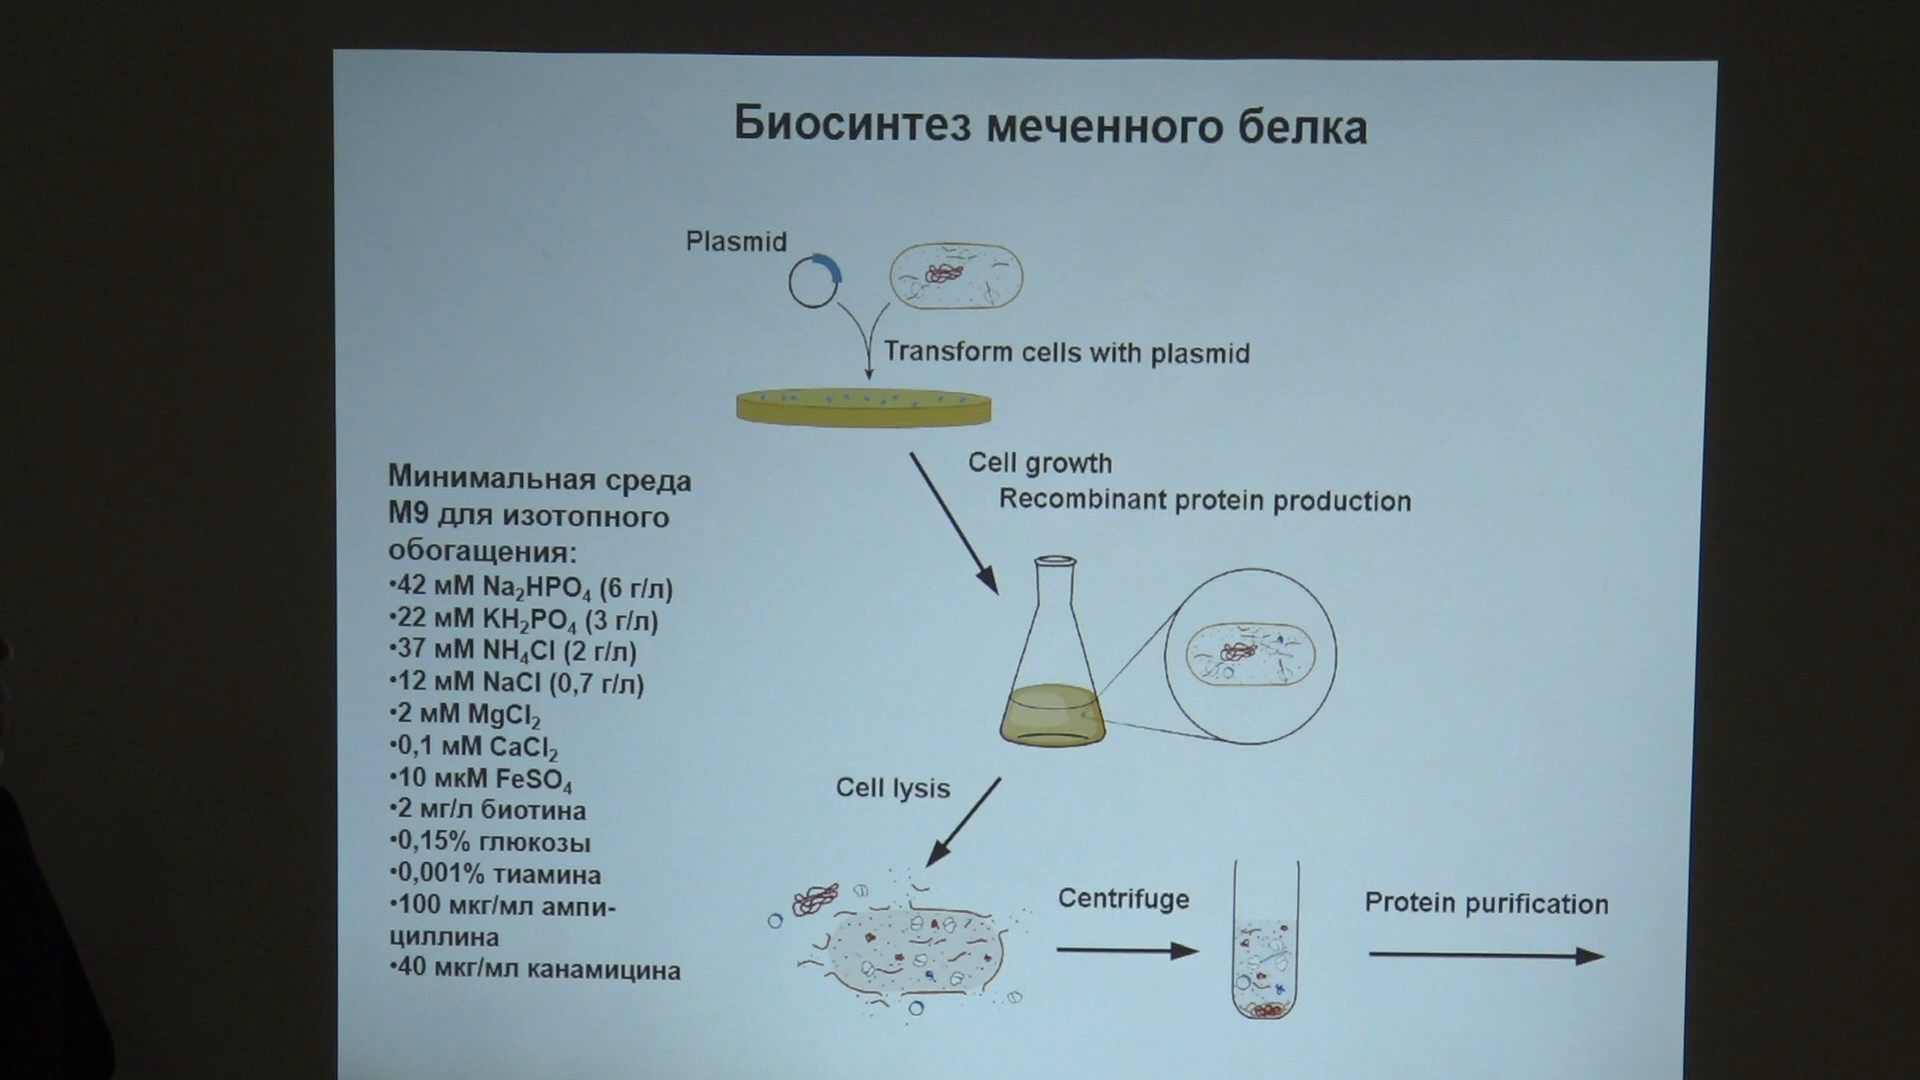 Биосинтез меченного белка
Plasmid
Transform cells with plasmid
Cell growth
Recombinant protein production
Минимальная среда
М9 для изотопного
обогащения:
•42 мМ Na₂HPO₄ (6 г/л)
•22 мМ KH₂PO₄ (3 г/л)
•37 мМ NH₄Cl (2 г/л)
•12 мМ NaCl (0,7 г/л)
•2 мМ MgCl₂
•0,1 мМ CaCl₂
•10 мкМ FeSO₄
•2 мг/л биотина
•0,15% глюкозы
•0,001% тиамина
•100 мкг/мл ампи-
циллина
•40 мкг/мл канамицина
Cell lysis
Centrifuge
Protein purification